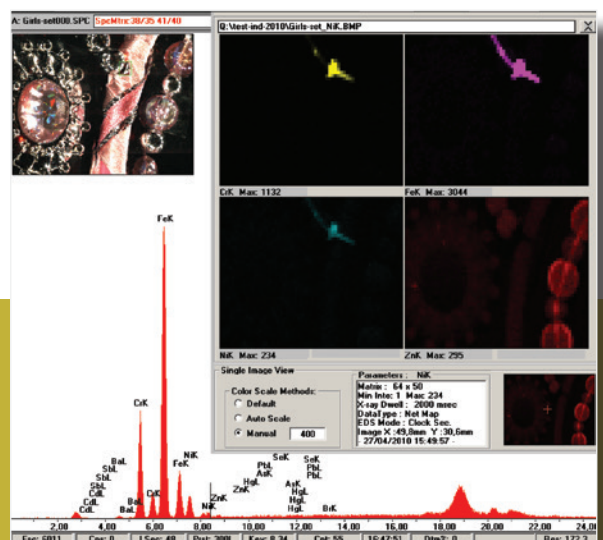 A: Girls-set000.SPC SpcMtrx: 38/35 41/40
Q:\test-ind-2010\Girls-set_NiK.BMP
CrK Max: 1132
FeK Max: 3044
NiK Max: 234
ZnK Max: 295
Single Image View
Color Scale Methods:
Default
Auto Scale
Manual 400
Parameters : NiK
Matrix : 64 x 50
Min Inte: 1 Max: 234
X-ray Dwell : 2000 msec
DataType : Net Map
EDS Mode : Clock Sec.
Image X :49,8mm Y :30,6mm
- 27/04/2010 15:49:57 -
FeK
CrK
CrK
FeK
NiK
NiK
BaL
SbL
SbL
SbL
CdL
CdL
CdL
BaL
BaL
ZnK
ZnK
HgL
HgL
AsK
PbL
SeK
SeK
PbL
PbL
AsK
HgL
HgL
BrK
2,00 4,00 6,00 8,00 10,00 12,00 14,00 16,00 18,00 20,00 22,00 24,0